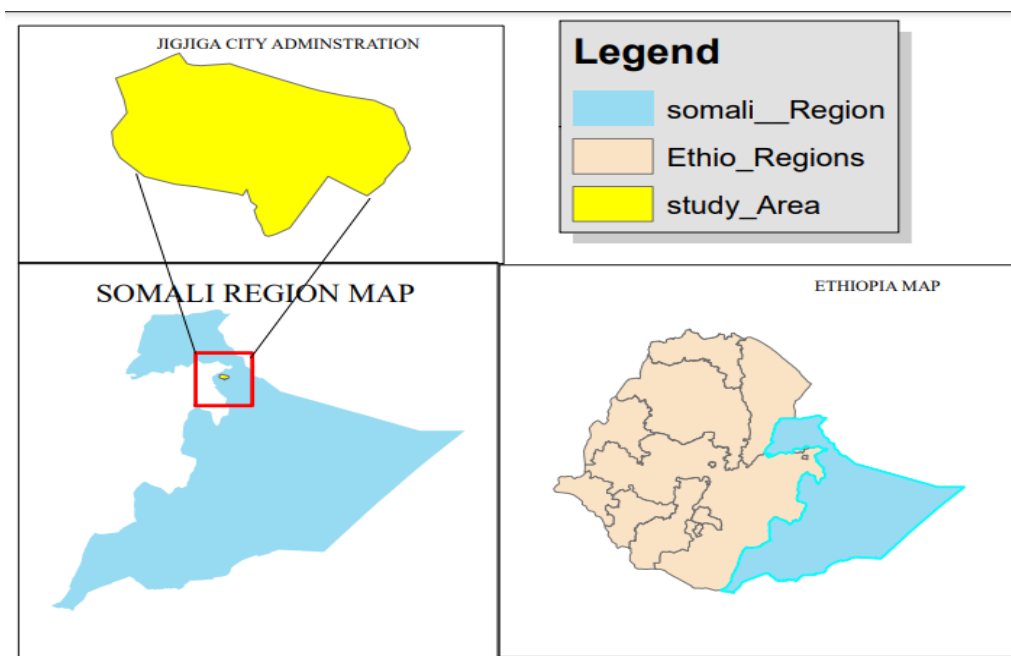 JIGJIGA CITY ADMINSTRATION
Legend
somali__Region
Ethio_Regions
study_Area
SOMALI REGION MAP
ETHIOPIA MAP